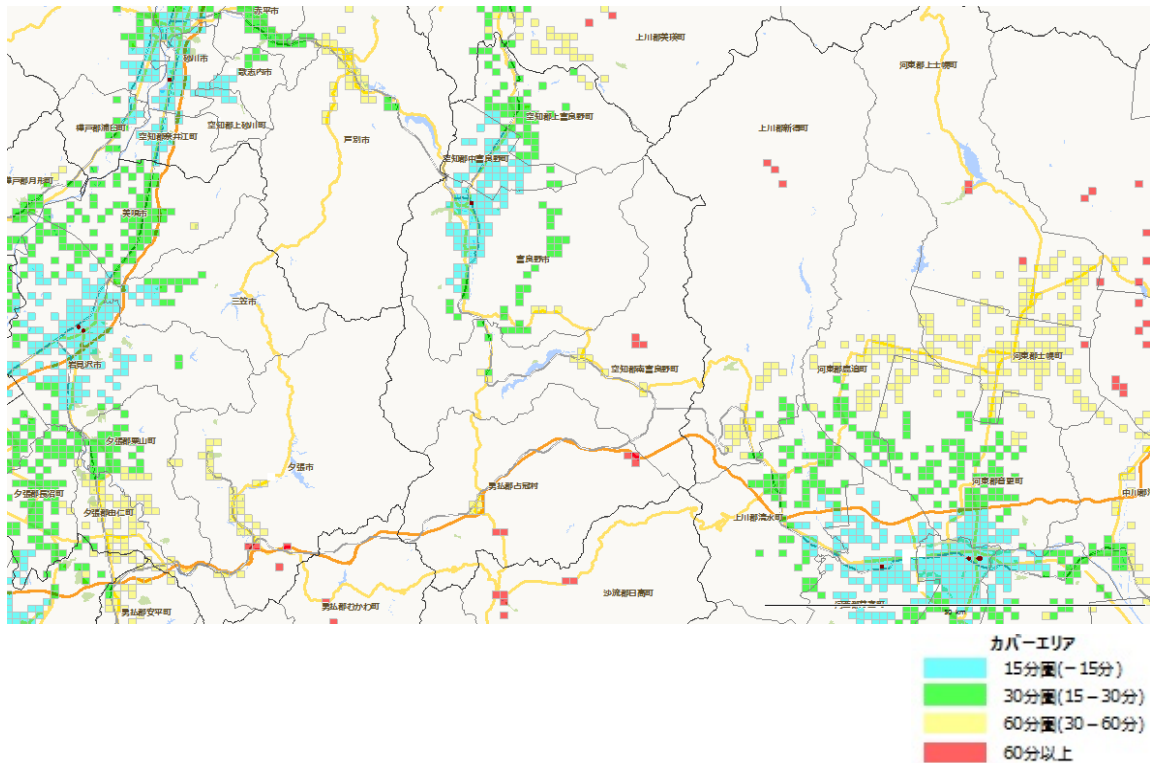 赤平市
上川郡美瑛町
砂川市
河東郡上士幌町
歌志内市
空知郡上富良野町
樺戸郡浦臼町
空知郡上砂川町
上川郡新得町
空知郡奈井江町
芦別市
空知郡中富良野町
樺戸郡月形町
美唄市
富良野市
三笠市
河東郡士幌町
岩見沢市
空知郡南富良野町
河東郡鹿追町
夕張郡栗山町
夕張市
河東郡音更町
勇払郡占冠村
夕張郡長沼町
中川郡
夕張郡由仁町
上川郡清水町
沙流郡日高町
勇払郡安平町
勇払郡むかわ町
カバーエリア
15分圏(－15分)
30分圏(15－30分)
60分圏(30－60分)
60分以上